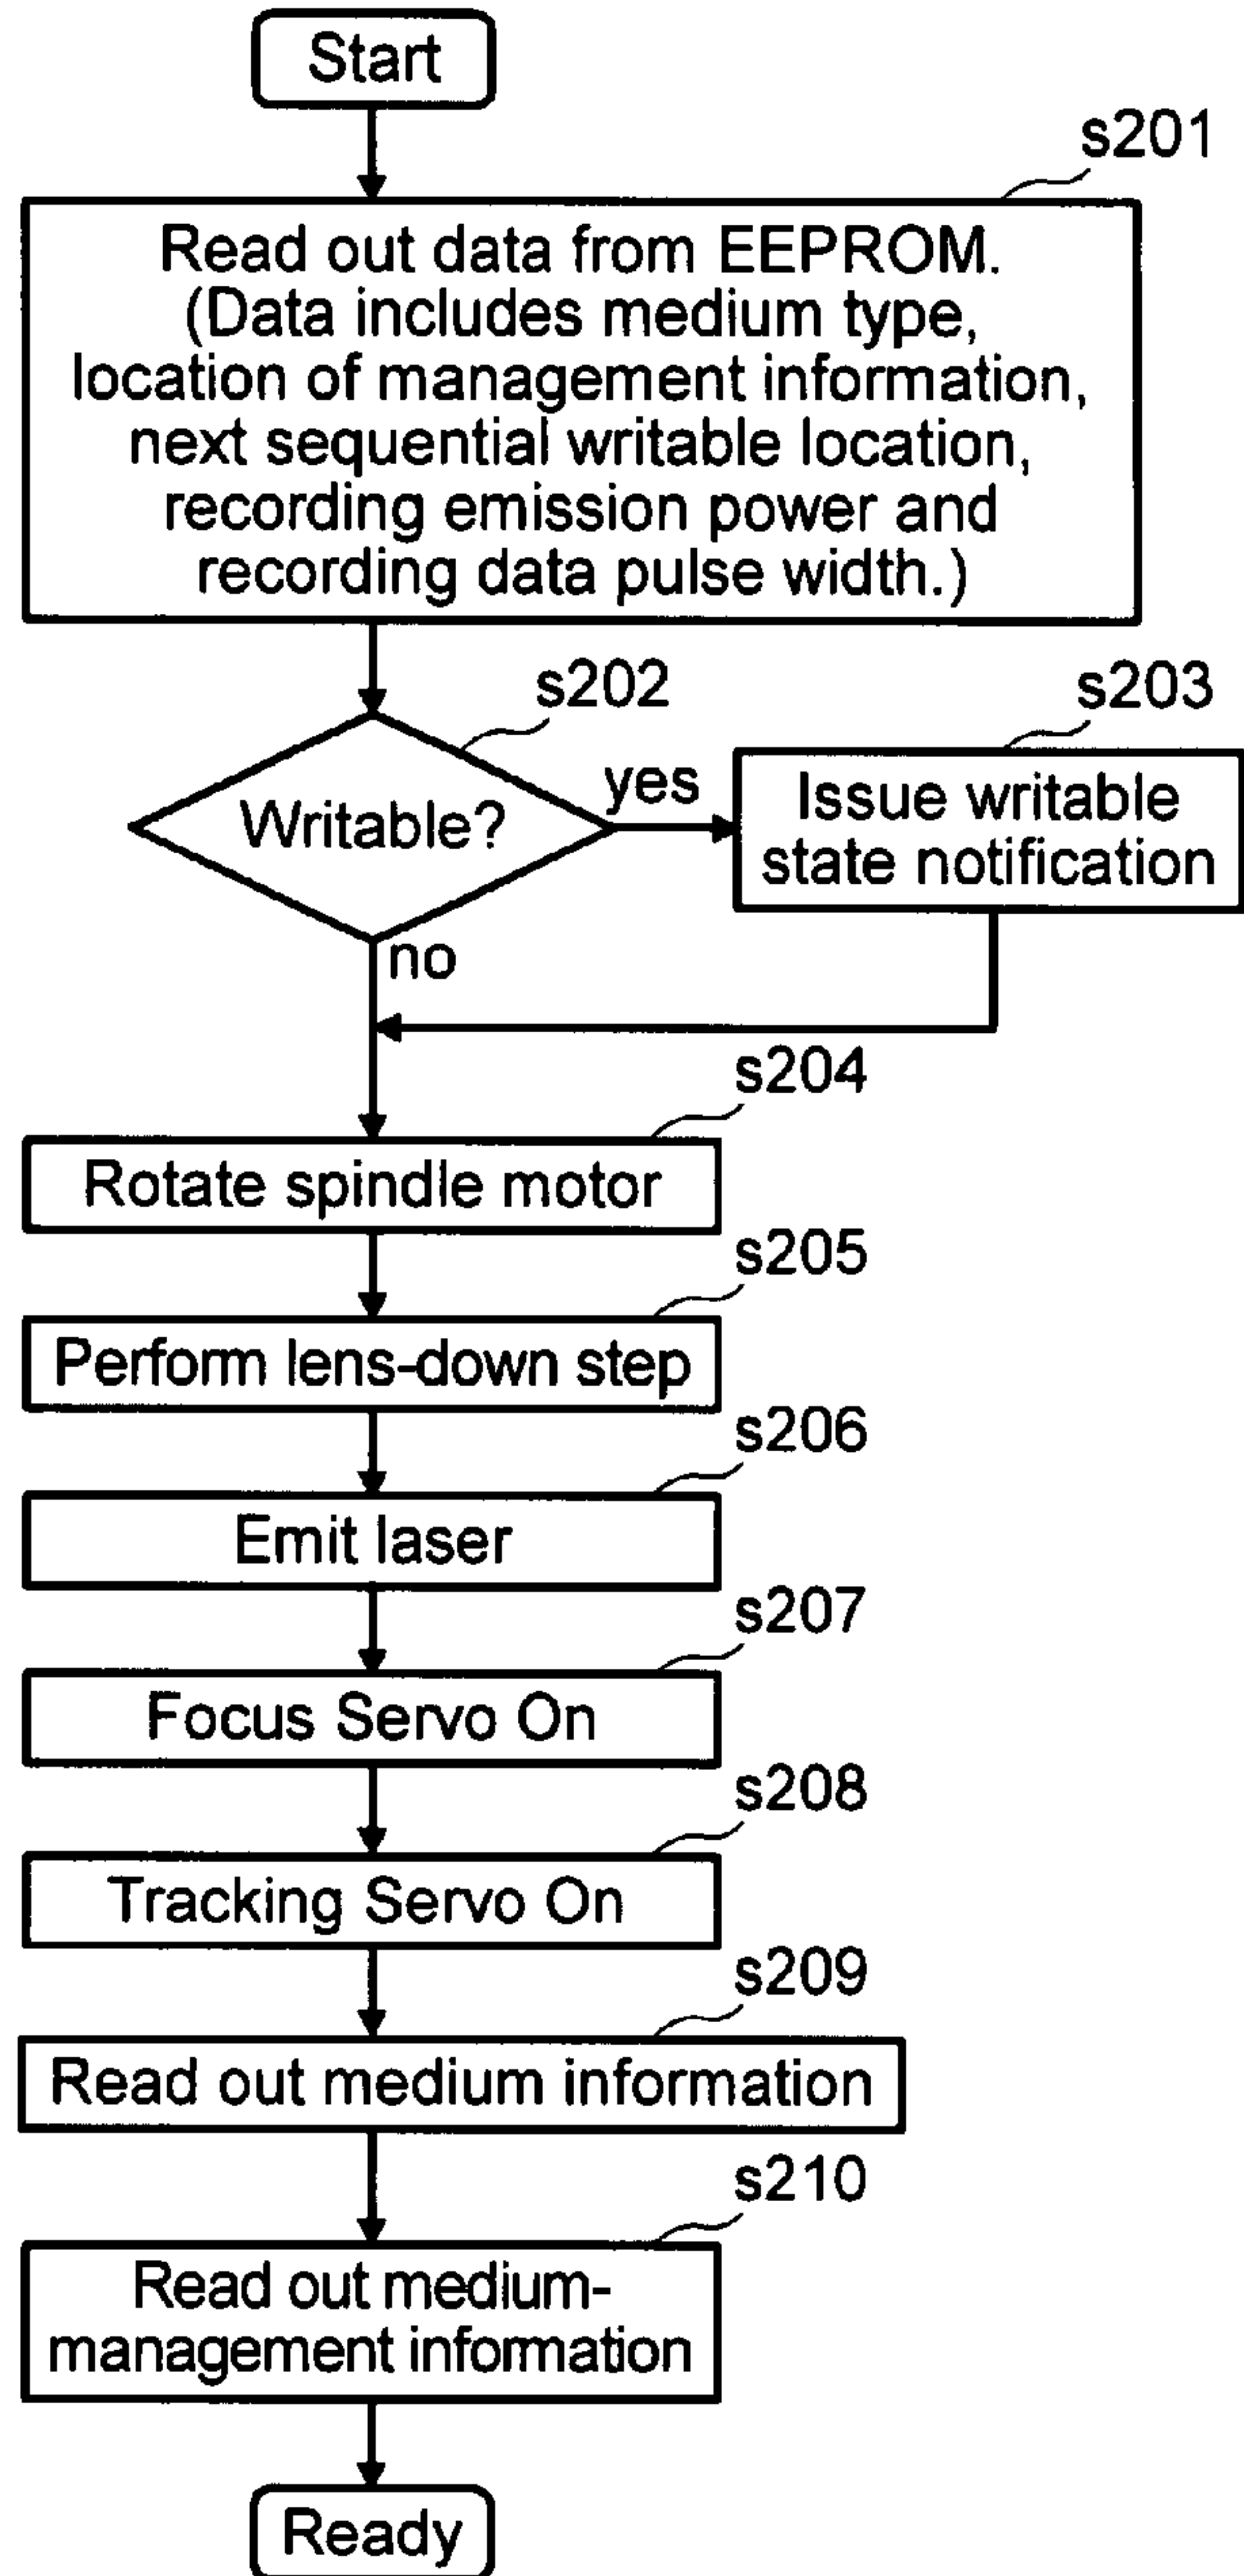 Start
s201
Read out data from EEPROM.
(Data includes medium type,
location of management information,
next sequential writable location,
recording emission power and
recording data pulse width.)
s202
s203
Writable?
yes
Issue writable
state notification
no
s204
Rotate spindle motor
s205
Perform lens-down step
s206
Emit laser
s207
Focus Servo On
s208
Tracking Servo On
s209
Read out medium information
s210
Read out medium-
management information
Ready